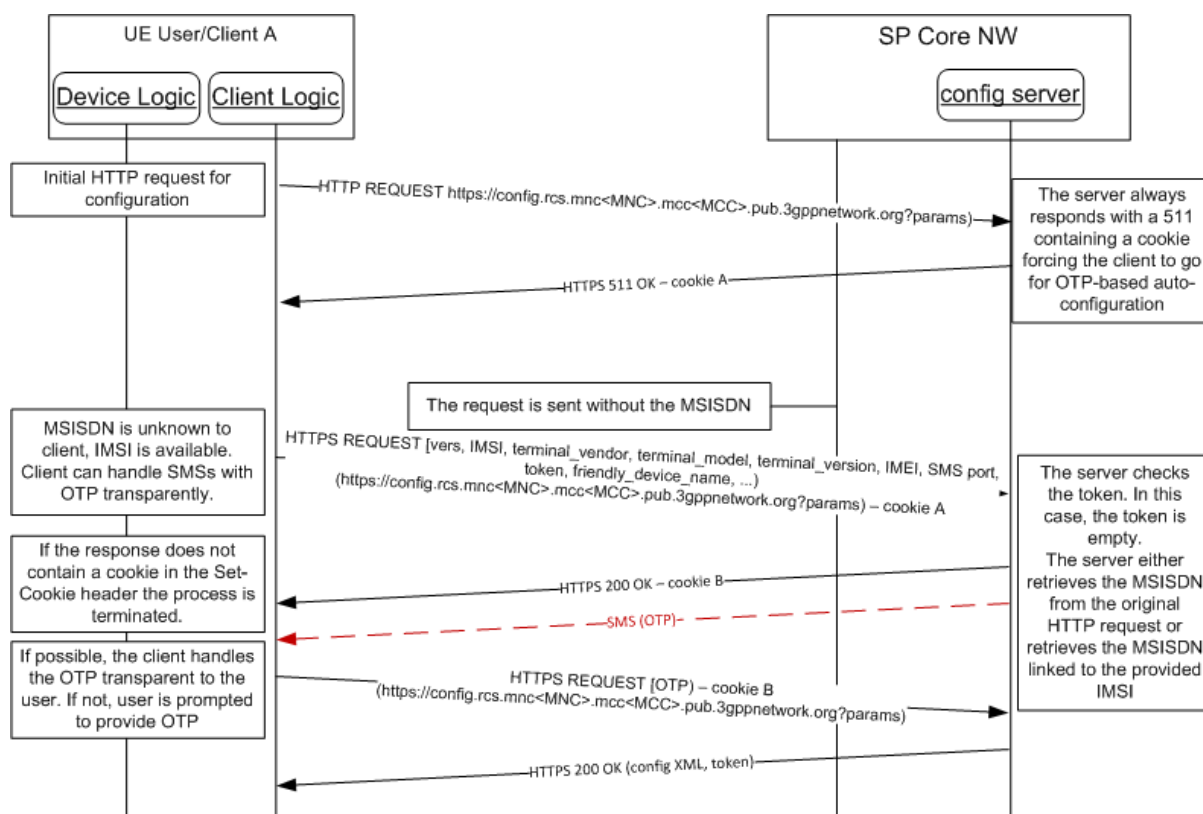 UE User/Client A
SP Core NW
Device Logic
Client Logic
config server
Initial HTTP request for
configuration
HTTP REQUEST https://config.rcs.mnc<MNC>.mcc<MCC>.pub.3gppnetwork.org?params)
The server always
responds with a 511
containing a cookie
forcing the client to go
for OTP-based auto-
configuration
HTTPS 511 OK – cookie A
The request is sent without the MSISDN
MSISDN is unknown to
client, IMSI is available.
Client can handle SMSs with
OTP transparently.
HTTPS REQUEST [vers, IMSI, terminal_vendor, terminal_model, terminal_version, IMEI, SMS port,
token, friendly_device_name, ...)
(https://config.rcs.mnc<MNC>.mcc<MCC>.pub.3gppnetwork.org?params) – cookie A
The server checks
the token. In this
case, the token is
empty.
The server either
retrieves the MSISDN
from the original
HTTP request or
retrieves the MSISDN
linked to the provided
IMSI
If the response does not
contain a cookie in the Set-
Cookie header the process is
terminated.
HTTPS 200 OK – cookie B
SMS (OTP)
If possible, the client handles
the OTP transparent to the
user. If not, user is prompted
to provide OTP
HTTPS REQUEST [OTP) – cookie B
(https://config.rcs.mnc<MNC>.mcc<MCC>.pub.3gppnetwork.org?params)
HTTPS 200 OK (config XML, token)